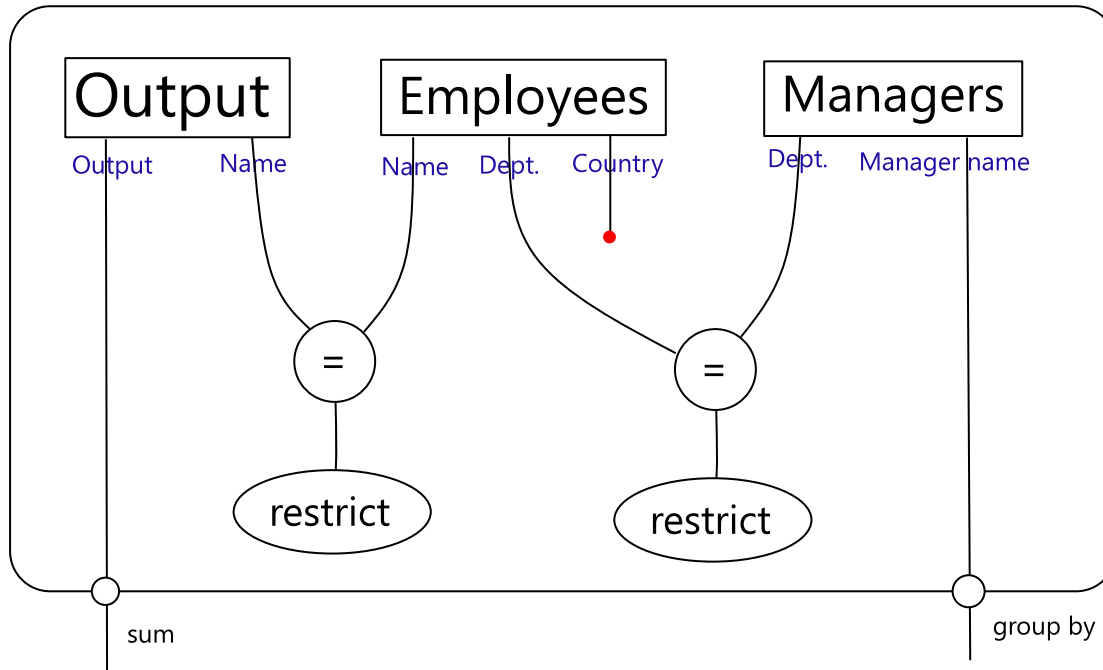 Output
Employees
Managers
Output
Name
Name
Dept.
Country
Dept.
Manager name
=
=
restrict
restrict
sum
group by